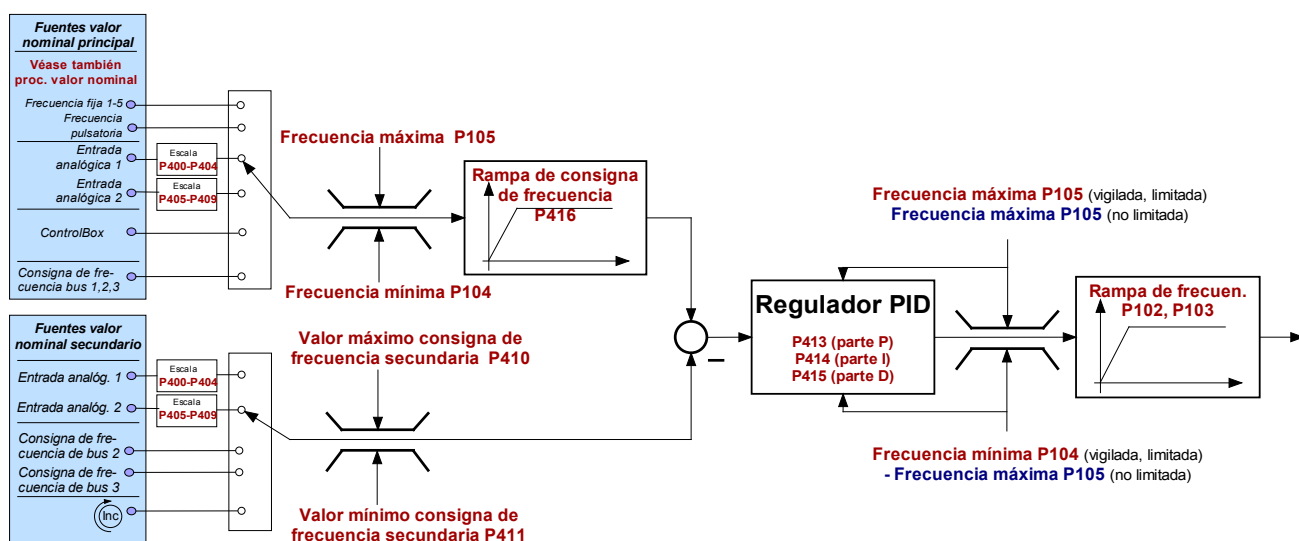 Fuentes valor
nominal principal
Véase también
proc. valor nominal
Frecuencia fija 1-5
Frecuencia
pulsatoria
Entrada
analógica 1
Escala
P400-P404
Entrada
analógica 2
Escala
P405-P409
ControlBox
Consigna de fre-
cuencia bus 1,2,3
Frecuencia máxima P105
Frecuencia mínima P104
Rampa de consigna
de frecuencia
P416
Fuentes valor
nominal secundario
Entrada analóg. 1
Escala
P400-P404
Entrada analóg. 2
Escala
P405-P409
Consigna de fre-
cuencia de bus 2
Consigna de fre-
cuencia de bus 3
Inc
Valor máximo consigna de
frecuencia secundaria P410
Valor mínimo consigna de
frecuencia secundaria P411
–
Regulador PID
P413 (parte P)
P414 (parte I)
P415 (parte D)
Frecuencia máxima P105 (vigilada, limitada)
Frecuencia máxima P105 (no limitada)
Frecuencia mínima P104 (vigilada, limitada)
- Frecuencia máxima P105 (no limitada)
Rampa de frecuen.
P102, P103